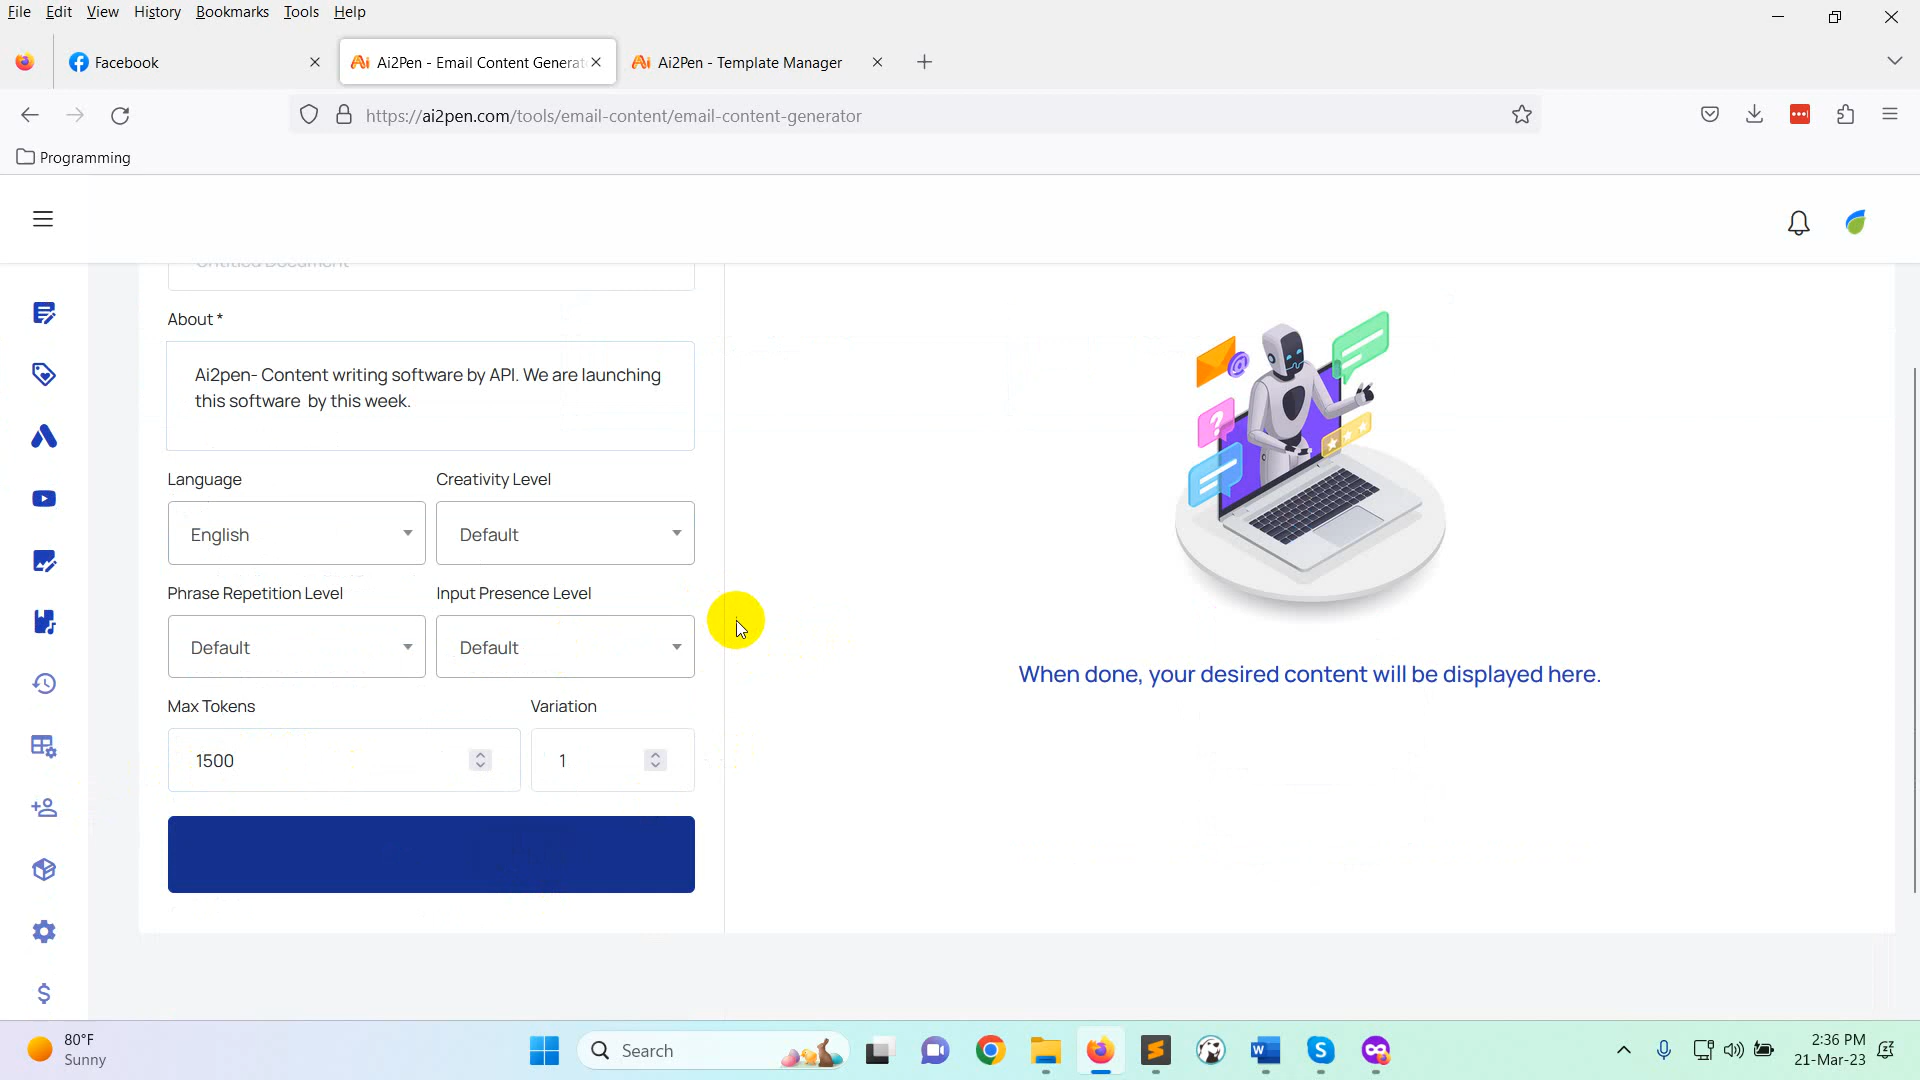 File Edit View History Bookmarks Tools Help
Facebook
Ai2Pen - Email Content Generat
Ai2Pen - Template Manager
https://ai2pen.com/tools/email-content/email-content-generator
Programming
Untitled Document
About *
Ai2pen- Content writing software by API. We are launching
this software by this week.
Language
Creativity Level
English
Default
Phrase Repetition Level
Input Presence Level
Default
Default
Max Tokens
Variation
1500
1
When done, your desired content will be displayed here.
80°F
Sunny
Search
2:36 PM
21-Mar-23